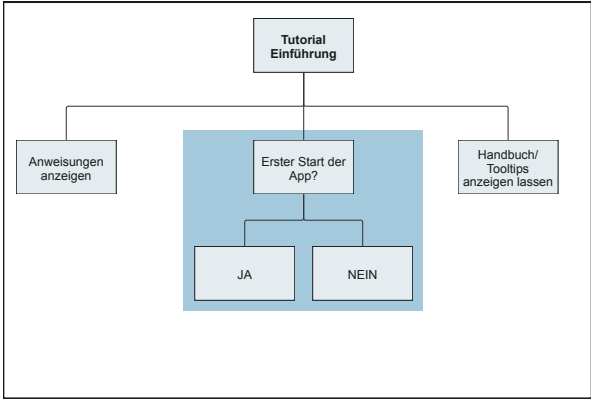 Tutorial
Einführung
Anweisungen
anzeigen
Erster Start der
App?
Handbuch/
Tooltips
anzeigen lassen
JA
NEIN